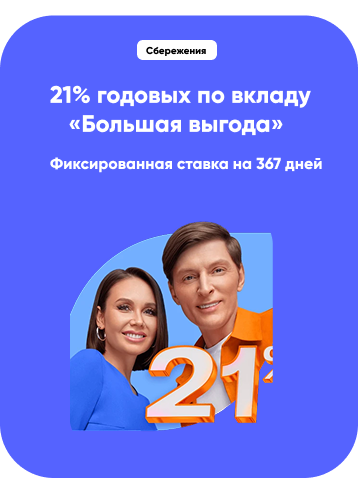 Сбережения
21% годовых по вкладу
«Большая выгода»
Фиксированная ставка на 367 дней
21%